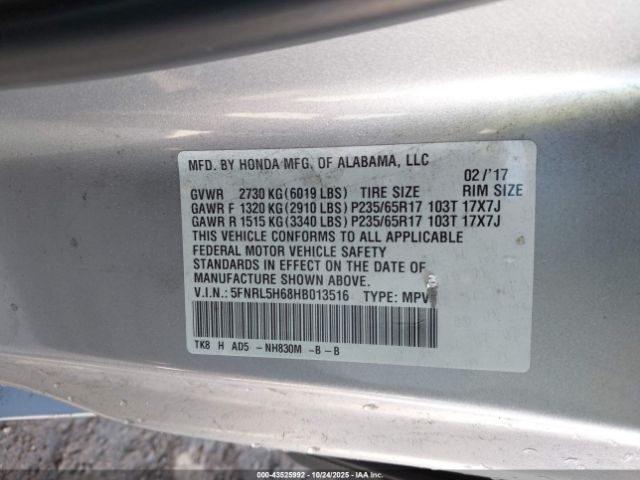 MFD. BY HONDA MFG. OF ALABAMA, LLC
02/'17
GVWR 2730 KG(6019 LBS) TIRE SIZE RIM SIZE
GAWR F 1320 KG(2910 LBS)P235/65R17 103T 17X7J
GAWR R 1515 KG(3340 LBS)P235/65R17 103T 17X7J
THIS VEHICLE CONFORMS TO ALL APPLICABLE
FEDERAL MOTOR VEHICLE SAFETY
STANDARDS IN EFFECT ON THE DATE OF
MANUFACTURE SHOWN ABOVE.
V.I.N.: 5FNRL5H68HB013516 TYPE: MPV
TK8 H AD5 -NH830M -B-B
000-43525992 - 10/24/2025 - IAAI.COM